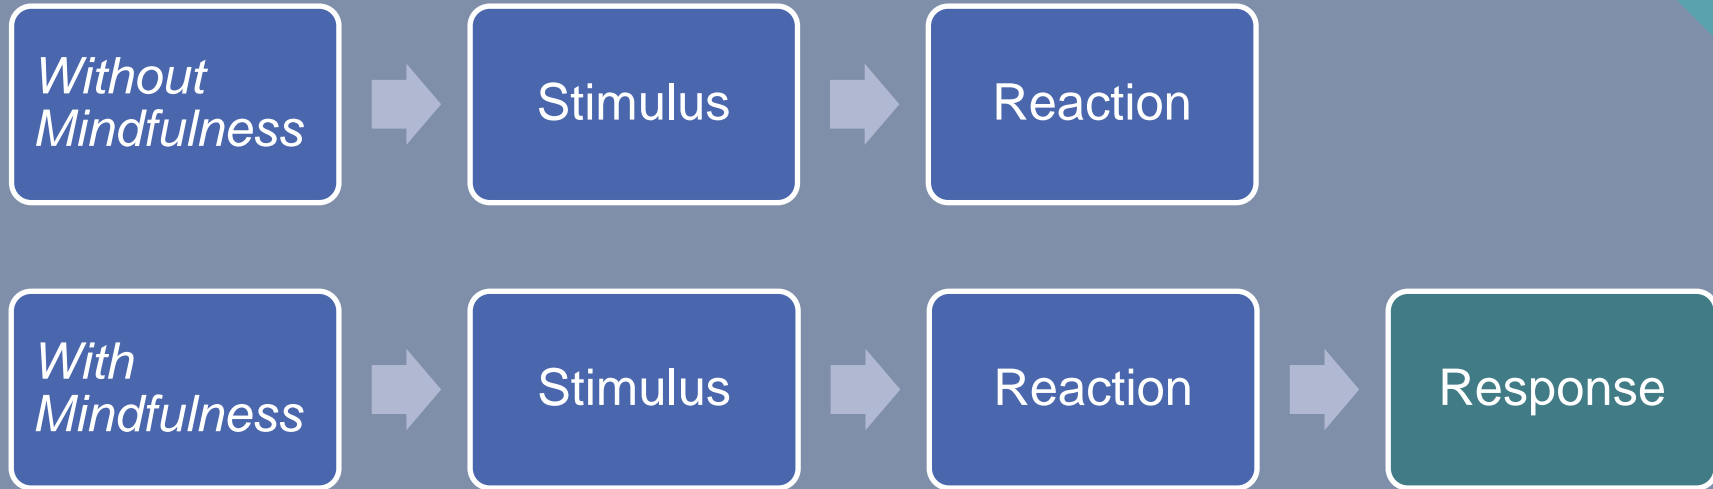 Without
Mindfulness
Stimulus
Reaction
With
Mindfulness
Stimulus
Reaction
Response